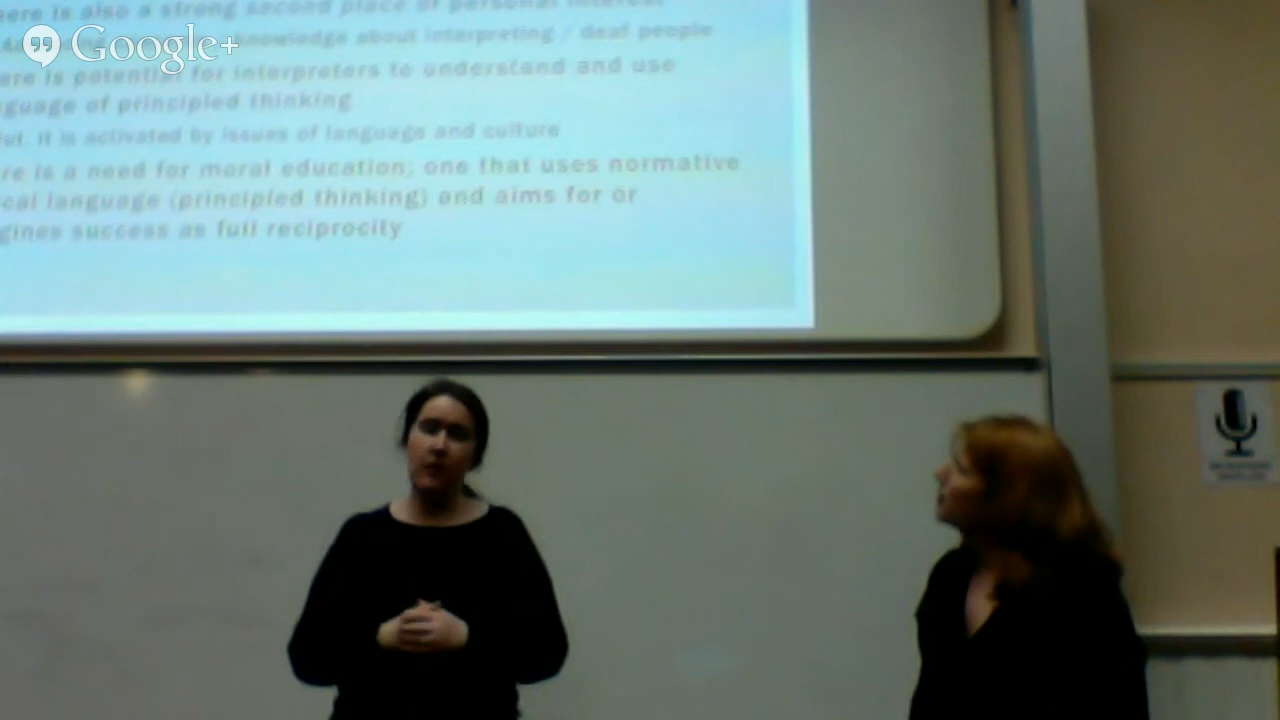 Google+
ere is also a strong second place of personal interest
knowledge about interpreting / deaf people
ere is potential for interpreters to understand and use
guage of principled thinking
ut. it is activated by issues of language and culture
re is a need for moral education; one that uses normative
cal language (principled thinking) and aims for or
gines success as full reciprocity